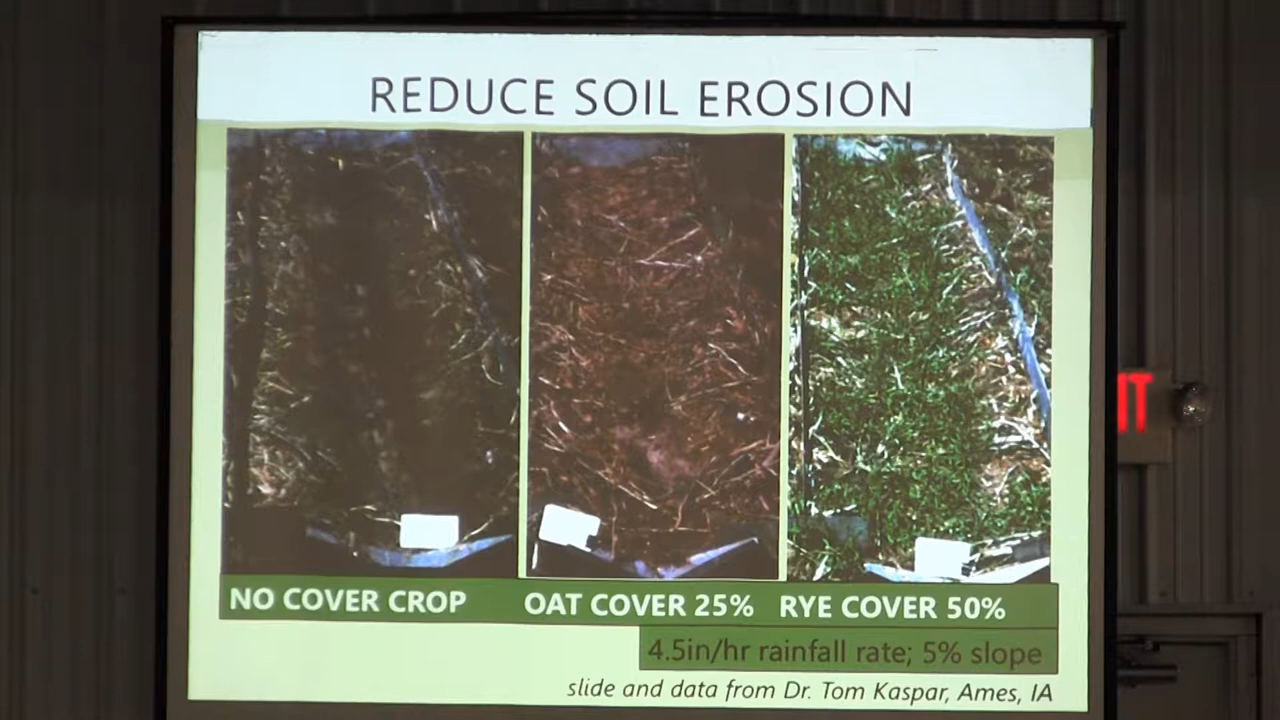 REDUCE SOIL EROSION
NO COVER CROP
OAT COVER 25%
RYE COVER 50%
4.5in/hr rainfall rate; 5% slope
slide and data from Dr. Tom Kaspar, Ames, IA
IT